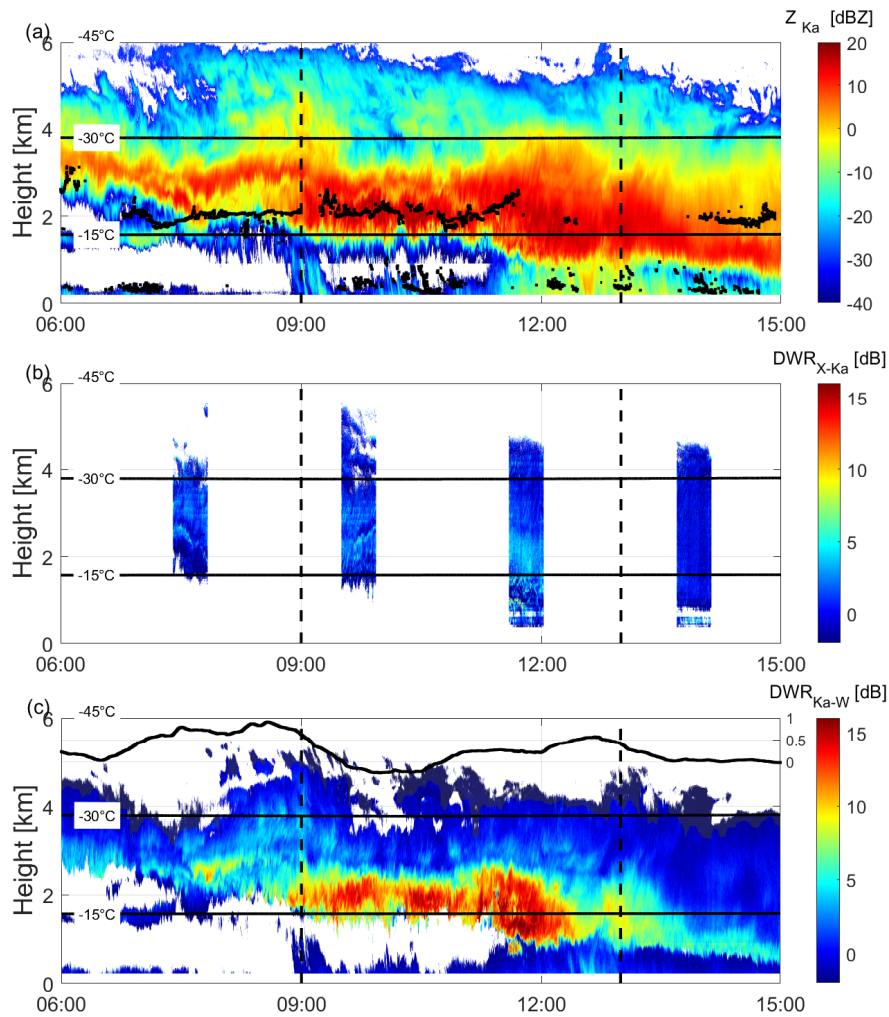 (a)
-45°C
Z Ka [dBZ]
6
20
10
4
-30°C
0
Height [km]
-10
2
-15°C
-20
-30
0
-40
06:00 09:00 12:00 15:00
(b)
-45°C
DWR X-Ka [dB]
6
15
4
-30°C
10
Height [km]
2
-15°C
5
0
0
06:00 09:00 12:00 15:00
(c)
-45°C
DWR Ka-W [dB]
6
1
15
0.5
0
4
-30°C
10
Height [km]
2
-15°C
5
0
0
06:00 09:00 12:00 15:00